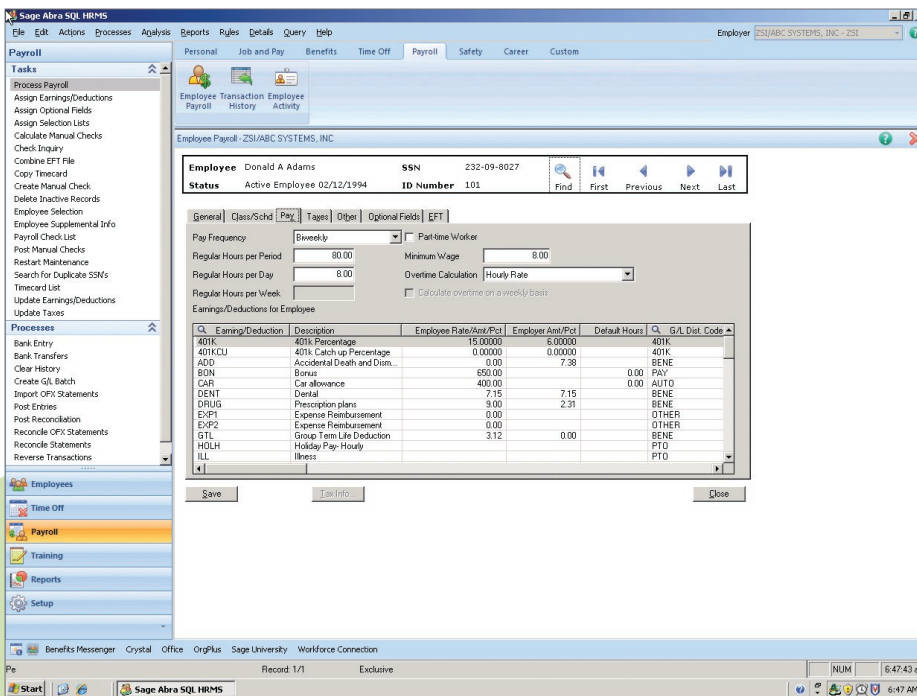 Sage Abra SQL HRMS
File Edit Actions Processes Analysis Reports Rules Details Query Help
Employer ZSI/ABC SYSTEMS, INC - ZSI
Payroll
Tasks
Process Payroll
Assign Earnings/Deductions
Assign Optional Fields
Assign Selection Lists
Calculate Manual Checks
Check Inquiry
Combine EFT File
Copy Timecard
Create Manual Check
Delete Inactive Records
Employee Selection
Employee Supplemental Info
Payroll Check List
Post Manual Checks
Restart Maintenance
Search for Duplicate SSN's
Timecard List
Update Earnings/Deductions
Update Taxes
Processes
Bank Entry
Bank Transfers
Clear History
Create G/L Batch
Import OFX Statements
Post Entries
Post Reconciliation
Reconcile OFX Statements
Reconcile Statements
Reverse Transactions
Employees
Time Off
Payroll
Training
Reports
Setup
Personal Job and Pay Benefits Time Off Payroll Safety Career Custom
Employee Payroll
Transaction History
Employee Activity
Employee Payroll - ZSI/ABC SYSTEMS, INC
Employee Donald A Adams SSN 232-09-8027
Status Active Employee 02/12/1994 ID Number 101
Find First Previous Next Last
General Class/Schd Pay Taxes Other Optional Fields EFT
Pay Frequency Biweekly Part-time Worker
Regular Hours per Period 80.00 Minimum Wage 8.00
Regular Hours per Day 8.00 Overtime Calculation Hourly Rate
Regular Hours per Week Calculate overtime on a weekly basis
Earnings/Deductions for Employee
Earning/Deduction Description Employee Rate/Amt/Pct Employer Amt/Pct Default Hours G/L Dist. Code
401K 401k Percentage 15.00000 6.00000 401K
401KCU 401k Catch up Percentage 0.00000 0.00000 401K
ADD Accidental Death and Dism... 0.00 7.38 BENE
BON Bonus 650.00 0.00 PAY
CAR Car allowance 400.00 0.00 AUTO
DENT Dental 7.15 7.15 BENE
DRUG Prescription plans 9.00 2.31 BENE
EXP1 Expense Reimbursement 0.00 OTHER
EXP2 Expense Reimbursement 0.00 OTHER
GTL Group Term Life Deduction 3.12 0.00 BENE
HOLH Holiday Pay- Hourly PTO
ILL Illness PTO
Save Tax Info... Close
Benefits Messenger Crystal Office OrgPlus Sage University Workforce Connection
Pe Record: 1/1 Exclusive NUM 6:47:43 a
Start Sage Abra SQL HRMS 6:47 AM